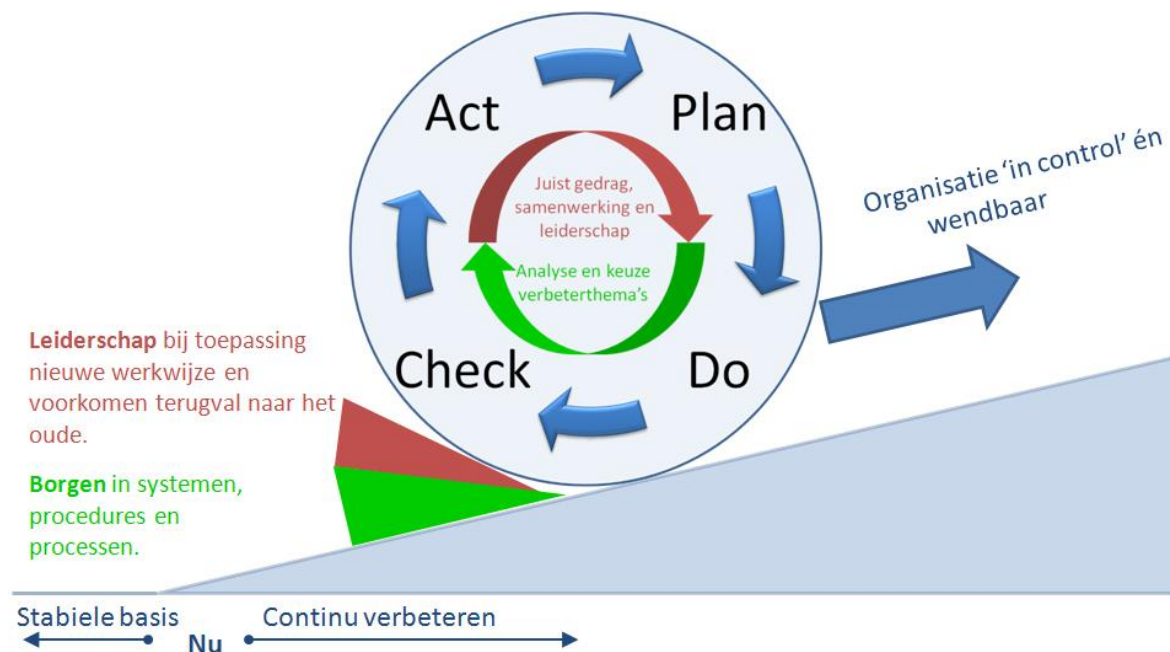 Act
Plan
Juist gedrag,
samenwerking en
leiderschap
Analyse en keuze
verbeterthema's
Check
Do
Organisatie 'in control' én
wendbaar
Leiderschap bij toepassing
nieuwe werkwijze en
voorkomen terugval naar het
oude.
Borgen in systemen,
procedures en
processen.
Stabiele basis
Nu
Continu verbeteren